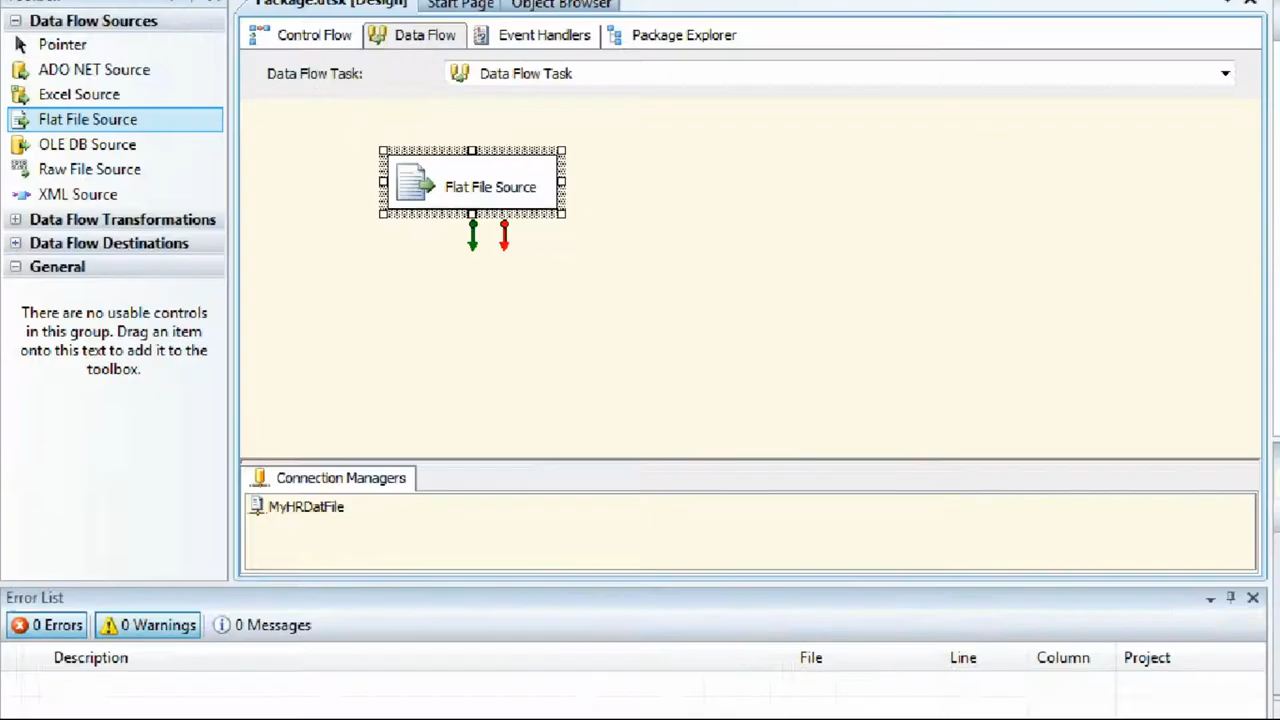 Package.dtsx [Design] Start Page Object Browser
Data Flow Sources
Pointer
ADO NET Source
Excel Source
Flat File Source
OLE DB Source
Raw File Source
XML Source
Data Flow Transformations
Data Flow Destinations
General
There are no usable controls
in this group. Drag an item
onto this text to add it to the
toolbox.
Control Flow Data Flow Event Handlers Package Explorer
Data Flow Task: Data Flow Task
Flat File Source
Connection Managers
MyHRDatFile
Error List
0 Errors 0 Warnings 0 Messages
Description File Line Column Project